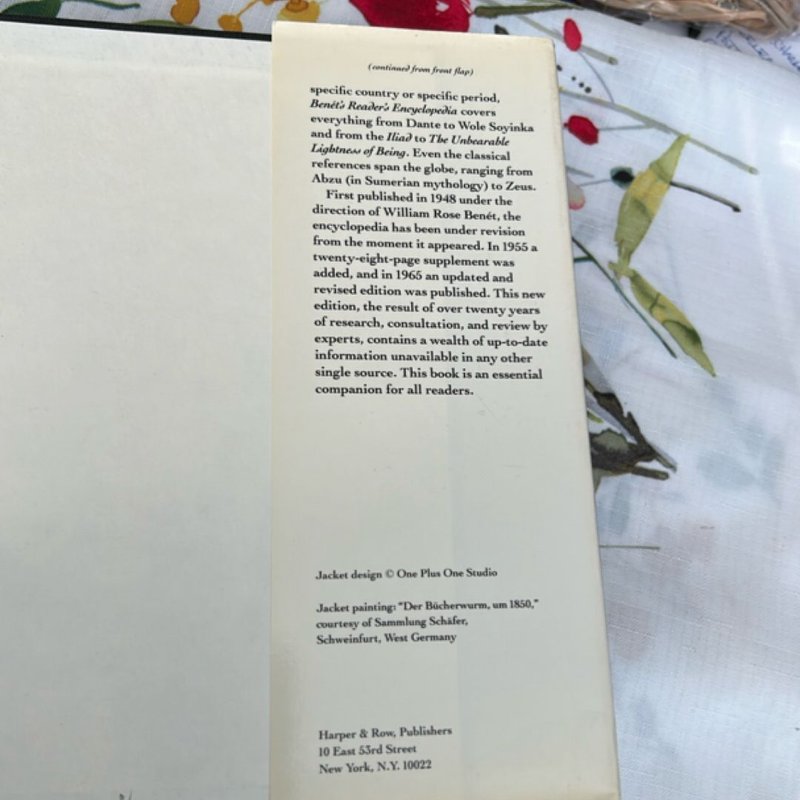 (continued from front flap)
specific country or specific period,
Benét's Reader's Encyclopedia covers
everything from Dante to Wole Soyinka
and from the Iliad to The Unbearable
Lightness of Being. Even the classical
references span the globe, ranging from
Abzu (in Sumerian mythology) to Zeus.
First published in 1948 under the
direction of William Rose Benét, the
encyclopedia has been under revision
from the moment it appeared. In 1955 a
twenty-eight-page supplement was
added, and in 1965 an updated and
revised edition was published. This new
edition, the result of over twenty years
of research, consultation, and review by
experts, contains a wealth of up-to-date
information unavailable in any other
single source. This book is an essential
companion for all readers.
Jacket design © One Plus One Studio
Jacket painting: "Der Bücherwurm, um 1850,"
courtesy of Sammlung Schäfer,
Schweinfurt, West Germany
Harper & Row, Publishers
10 East 53rd Street
New York, N.Y. 10022